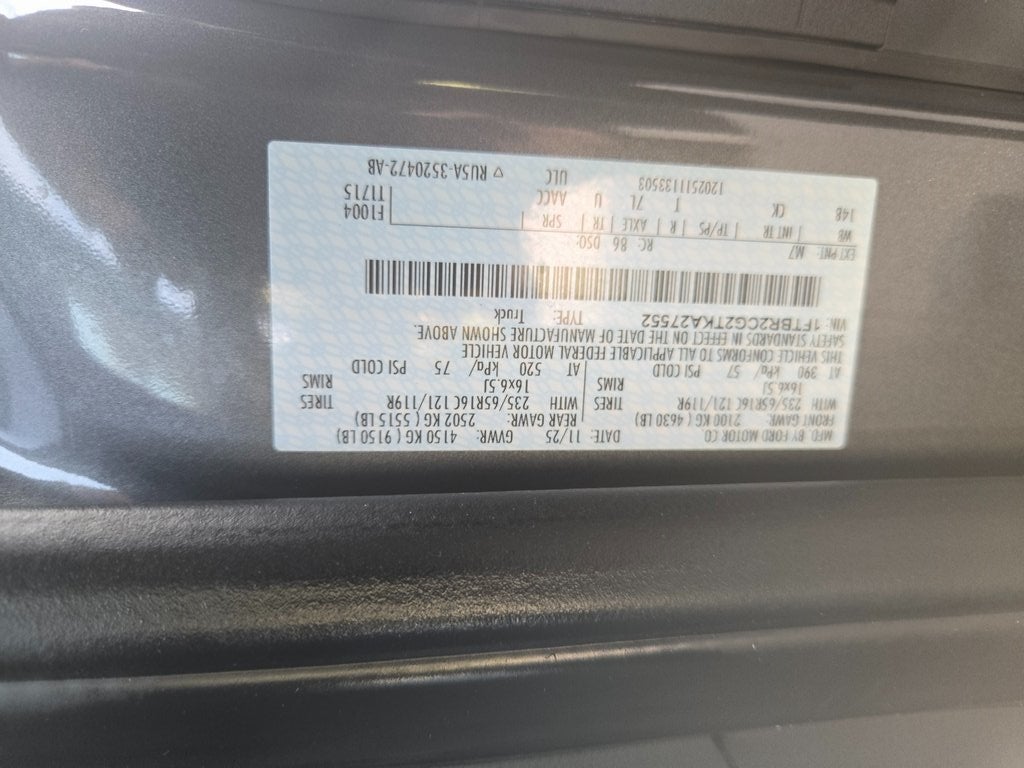 MFD. BY FORD MOTOR CO. DATE: 11/25 GVWR: 4150 KG ( 9150 LB)
FRONT GAWR: 2100 KG ( 4630 LB) REAR GAWR: 2502 KG ( 5515 LB)
WITH 235/65R16C 121/119R TIRES WITH 235/65R16C 121/119R TIRES
16x6.5J RIMS 16x6.5J RIMS
AT 390 kPa/ 57 PSI COLD AT 520 kPa/ 75 PSI COLD
THIS VEHICLE CONFORMS TO ALL APPLICABLE FEDERAL MOTOR VEHICLE
SAFETY STANDARDS IN EFFECT ON THE DATE OF MANUFACTURE SHOWN ABOVE.
VIN: 1FTBR2CG2TKA27552 TYPE: Truck
EXT PNT: M7 RC: 86 DSO:
WB | INT TR | TP/PS | R | AXLE | TR | SPR F1004
148 CK T 7L U AACC T1715
1202511133503 ULC ▽ RU5A-3520472-AB